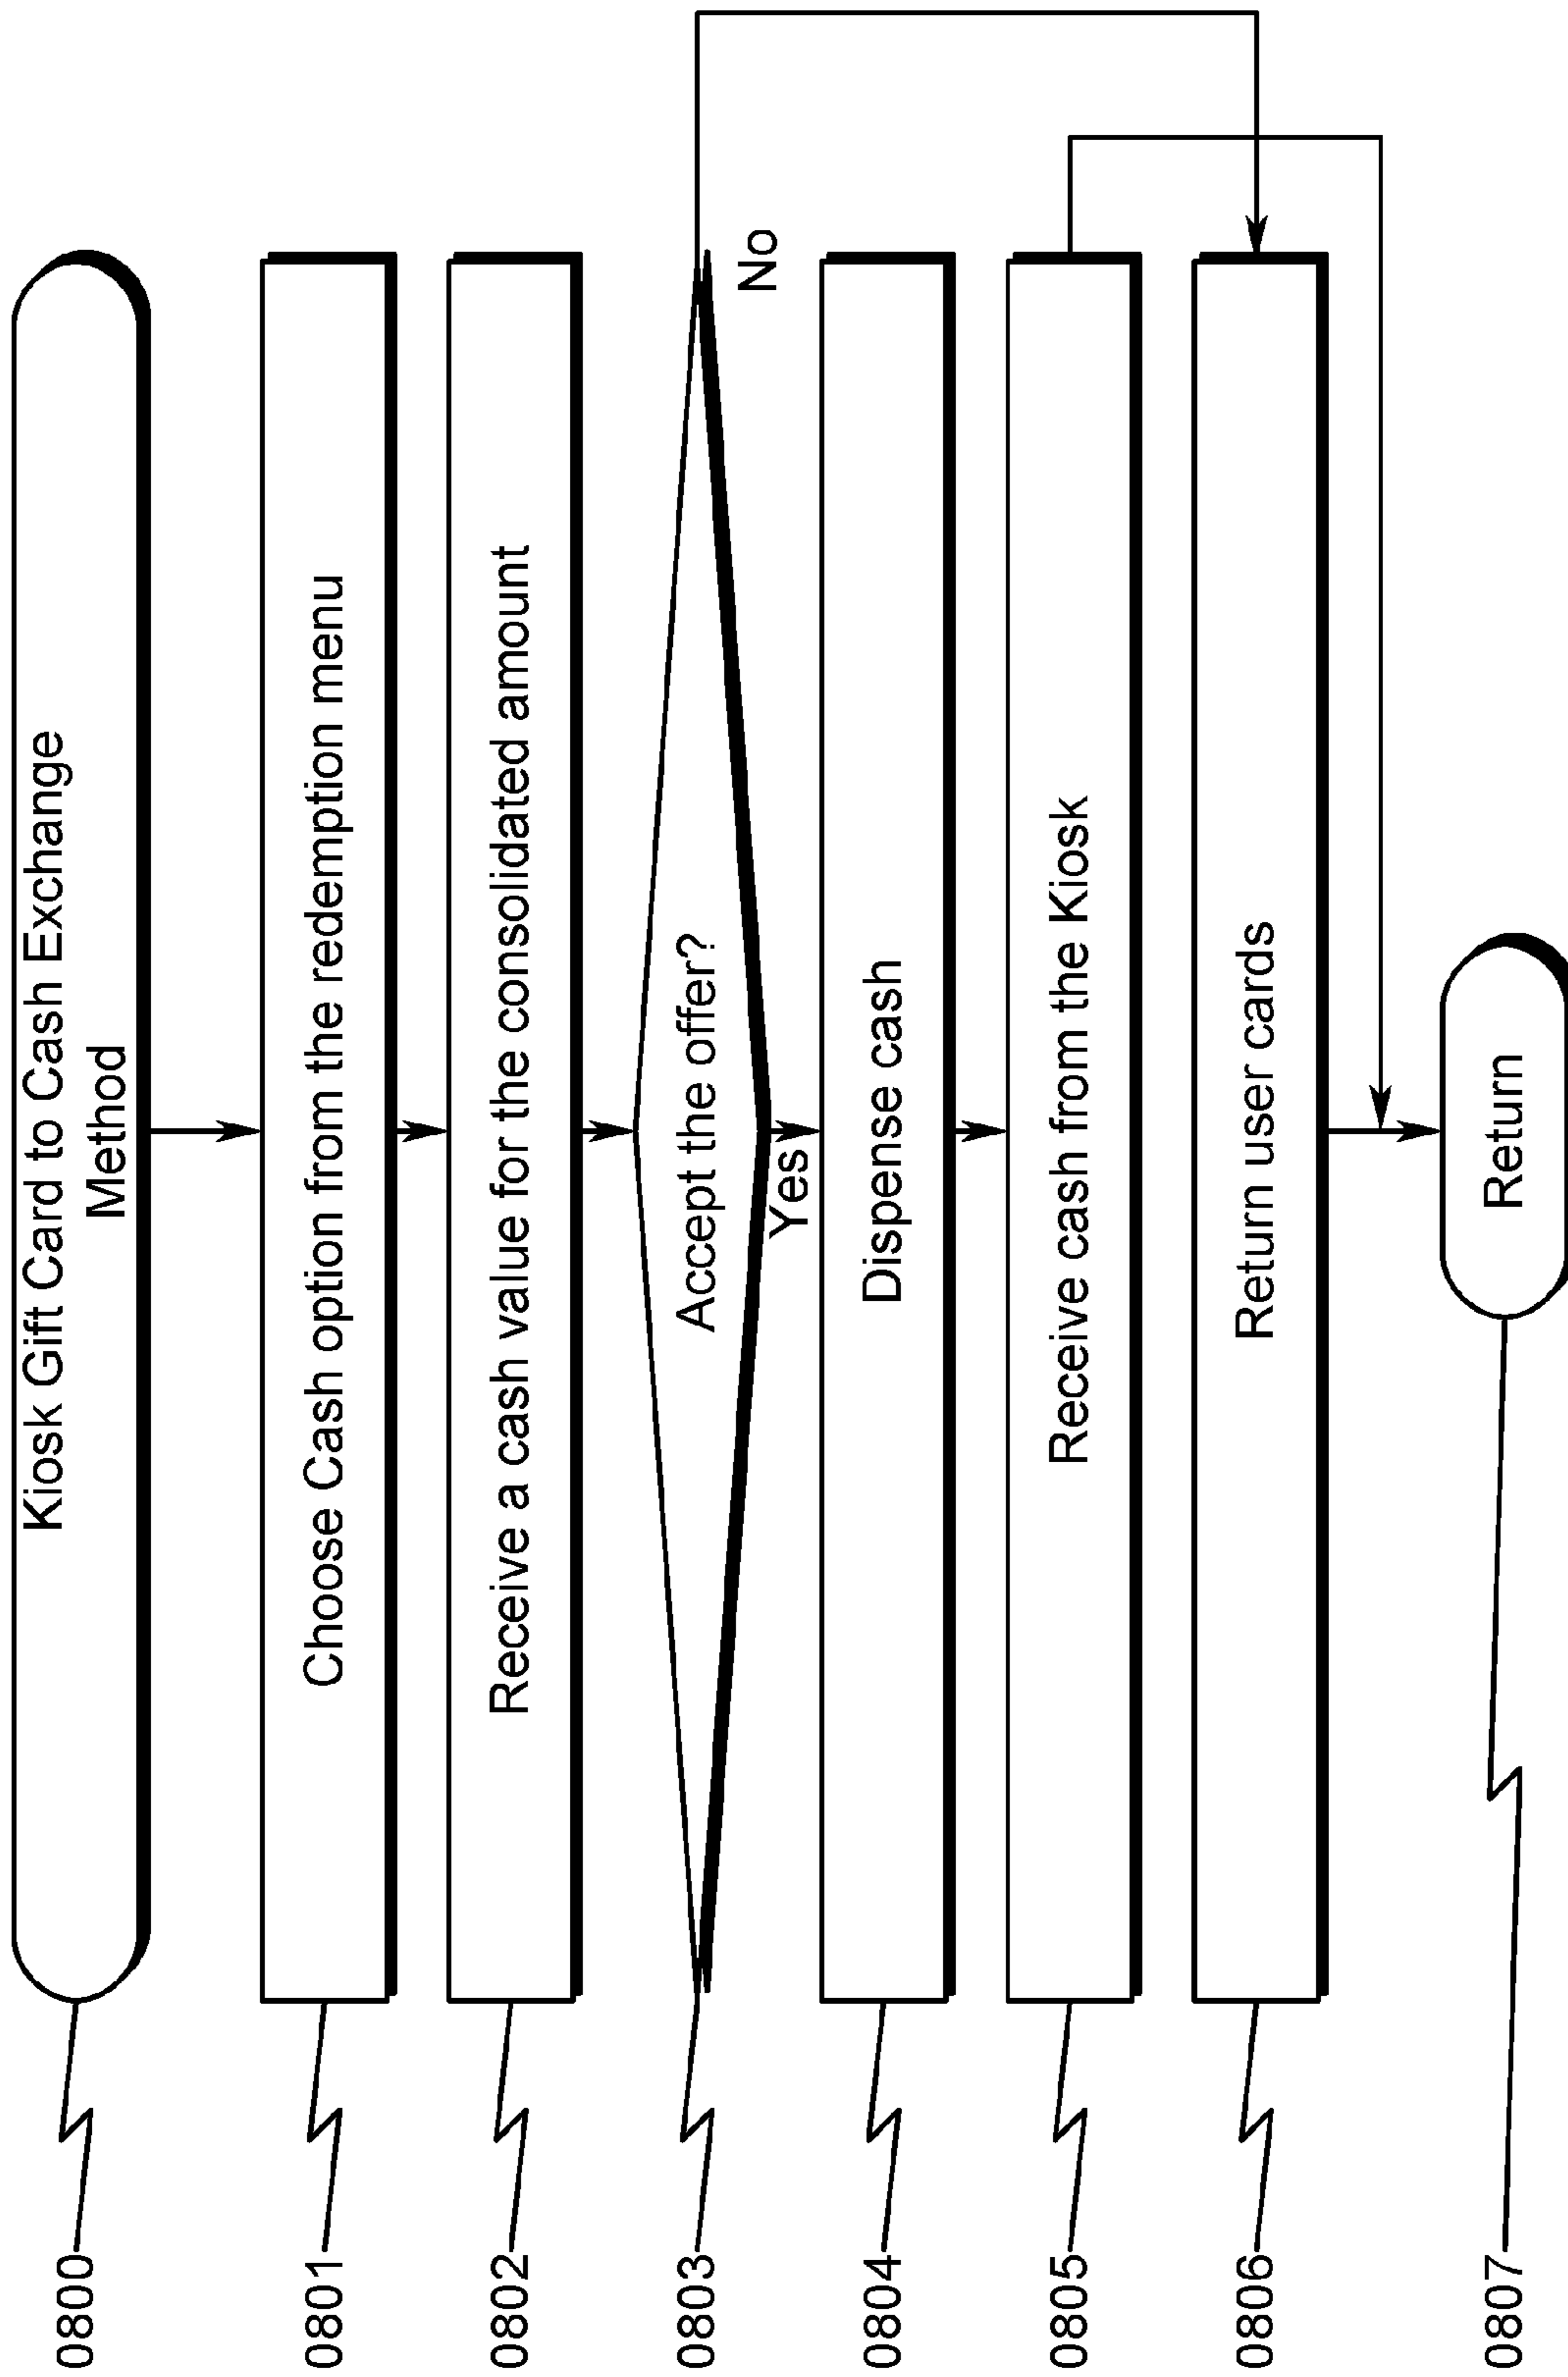 0800
Kiosk Gift Card to Cash Exchange
Method
0801
Choose Cash option from the redemption menu
0802
Receive a cash value for the consolidated amount
0803
Accept the offer?
No
Yes
0804
Dispense cash
0805
Receive cash from the Kiosk
0806
Return user cards
0807
Return